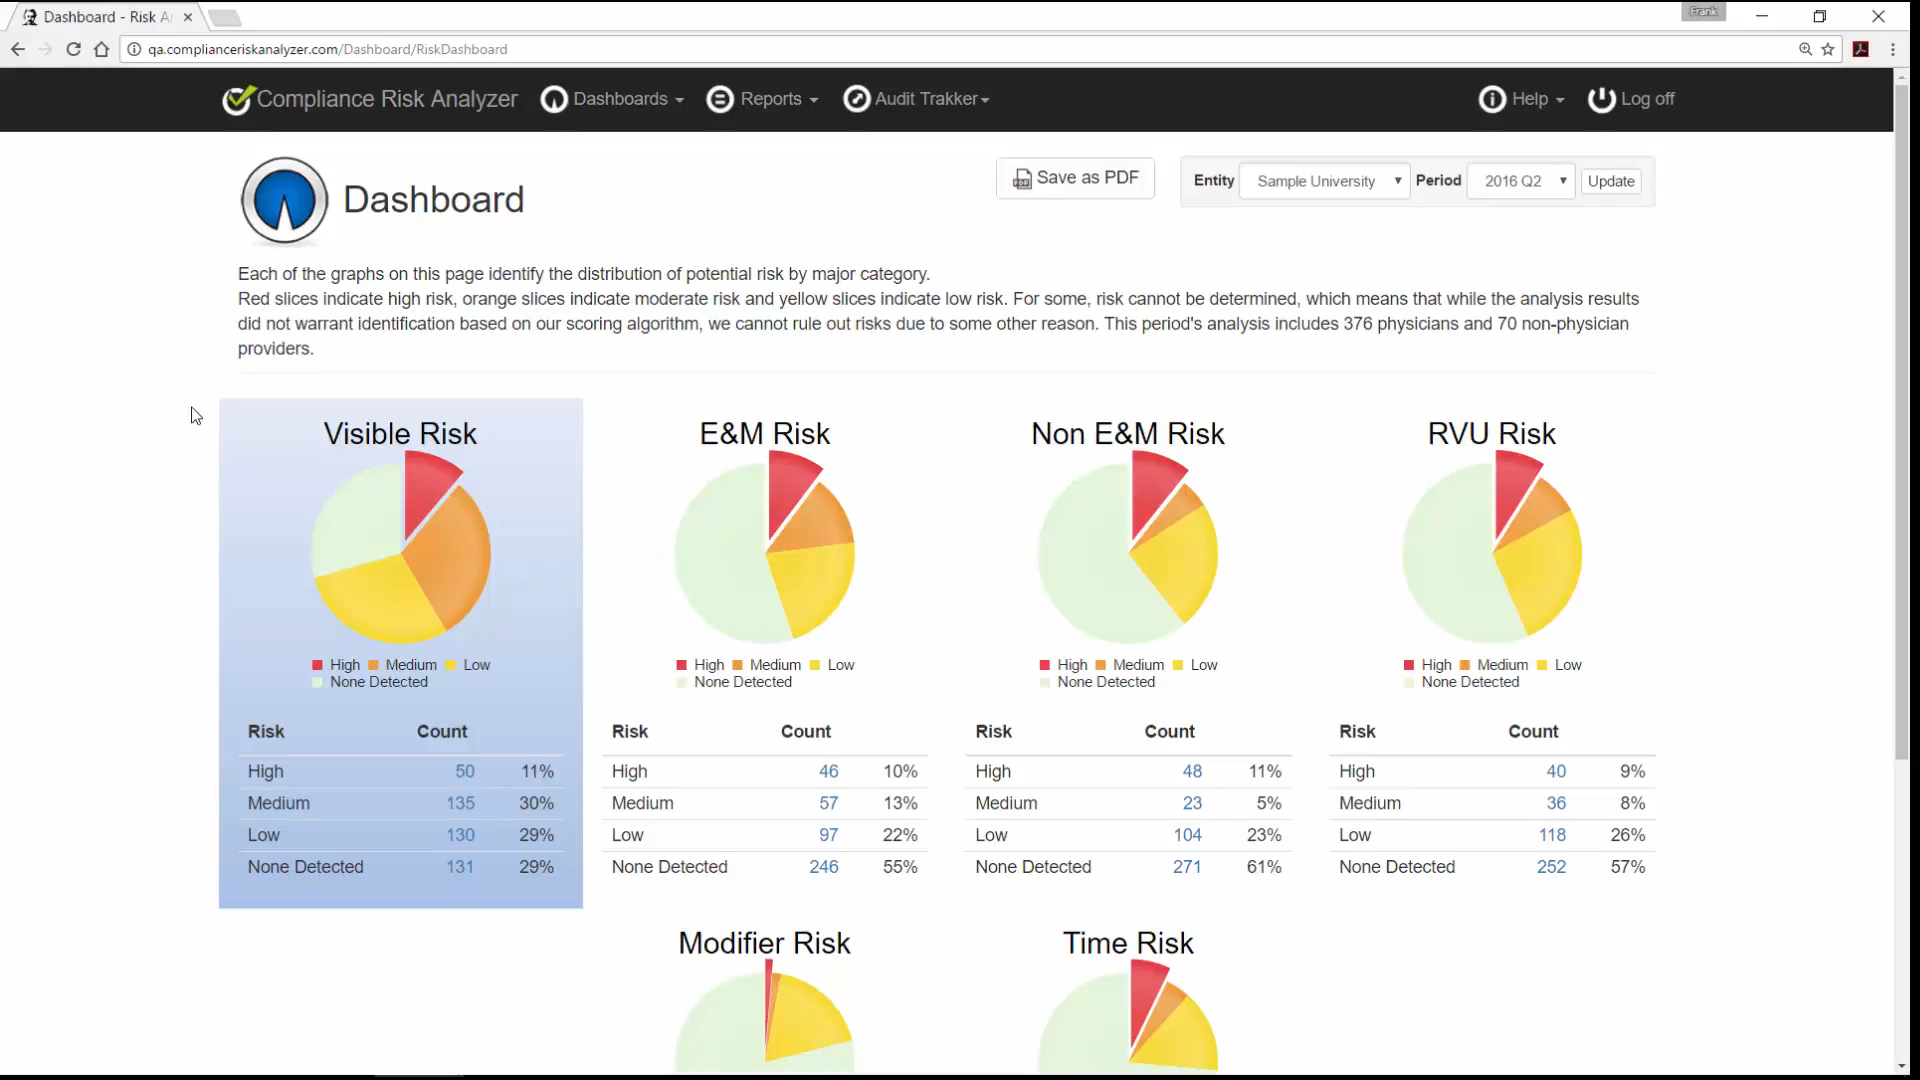 Dashboard - Risk A
Frank
qa.complianceriskanalyzer.com/Dashboard/RiskDashboard
Compliance Risk Analyzer
Dashboards
Reports
Audit Trakker
Help
Log off
Dashboard
Save as PDF
Entity
Sample University
Period
2016 Q2
Update
Each of the graphs on this page identify the distribution of potential risk by major category.
Red slices indicate high risk, orange slices indicate moderate risk and yellow slices indicate low risk. For some, risk cannot be determined, which means that while the analysis results
did not warrant identification based on our scoring algorithm, we cannot rule out risks due to some other reason. This period's analysis includes 376 physicians and 70 non-physician
providers.
Visible Risk
High Medium Low
None Detected
Risk Count
High 50 11%
Medium 135 30%
Low 130 29%
None Detected 131 29%
E&M Risk
High Medium Low
None Detected
Risk Count
High 46 10%
Medium 57 13%
Low 97 22%
None Detected 246 55%
Non E&M Risk
High Medium Low
None Detected
Risk Count
High 48 11%
Medium 23 5%
Low 104 23%
None Detected 271 61%
RVU Risk
High Medium Low
None Detected
Risk Count
High 40 9%
Medium 36 8%
Low 118 26%
None Detected 252 57%
Modifier Risk
Time Risk